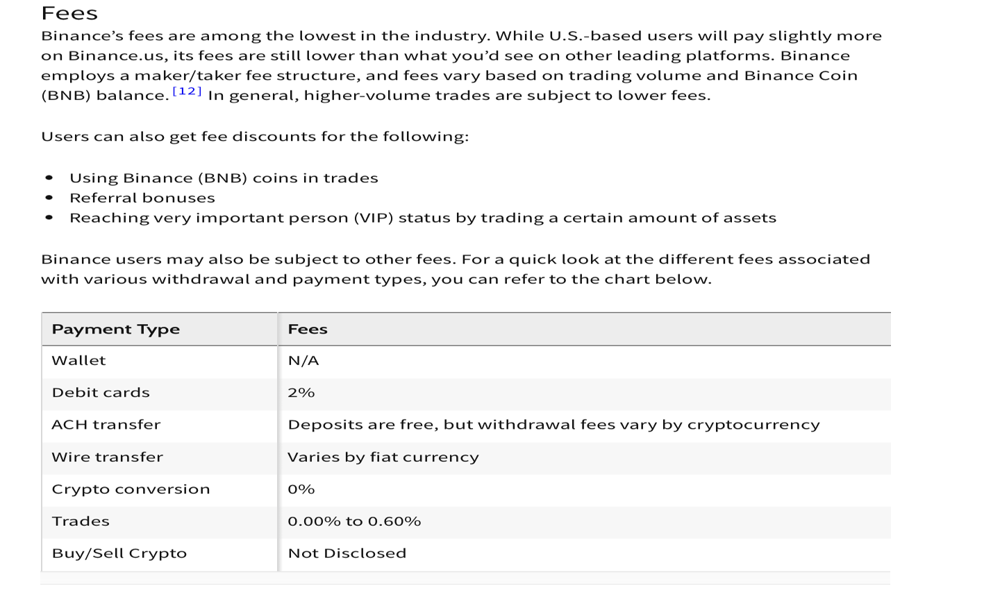 Fees
Binance’s fees are among the lowest in the industry. While U.S.-based users will pay slightly more
on Binance.us, its fees are still lower than what you’d see on other leading platforms. Binance
employs a maker/taker fee structure, and fees vary based on trading volume and Binance Coin
(BNB) balance.[12] In general, higher-volume trades are subject to lower fees.
Users can also get fee discounts for the following:
• Using Binance (BNB) coins in trades
• Referral bonuses
• Reaching very important person (VIP) status by trading a certain amount of assets
Binance users may also be subject to other fees. For a quick look at the different fees associated
with various withdrawal and payment types, you can refer to the chart below.
Payment Type Fees
Wallet N/A
Debit cards 2%
ACH transfer Deposits are free, but withdrawal fees vary by cryptocurrency
Wire transfer Varies by fiat currency
Crypto conversion 0%
Trades 0.00% to 0.60%
Buy/Sell Crypto Not Disclosed